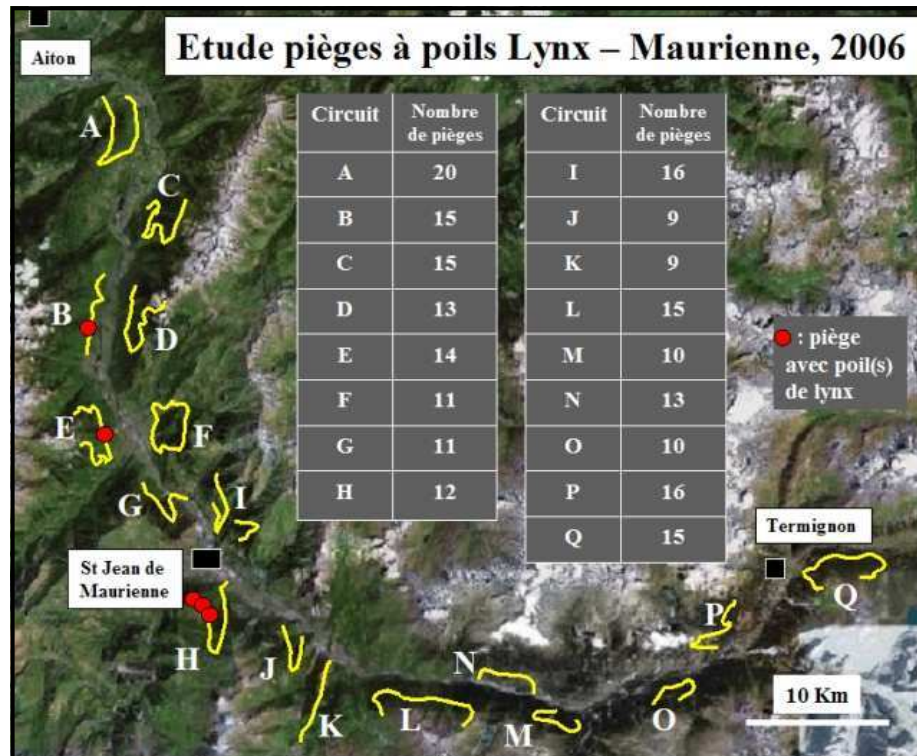 Etude pièges à poils Lynx – Maurienne, 2006
Aiton
Circuit Nombre de pièges
A 20
B 15
C 15
D 13
E 14
F 11
G 11
H 12
Circuit Nombre de pièges
I 16
J 9
K 9
L 15
M 10
N 13
O 10
P 16
Q 15
: piège
avec poil(s)
de lynx
A
C
B
D
E
F
G
I
St Jean de
Maurienne
Termignon
H
J
K
L
N
M
O
P
Q
10 Km